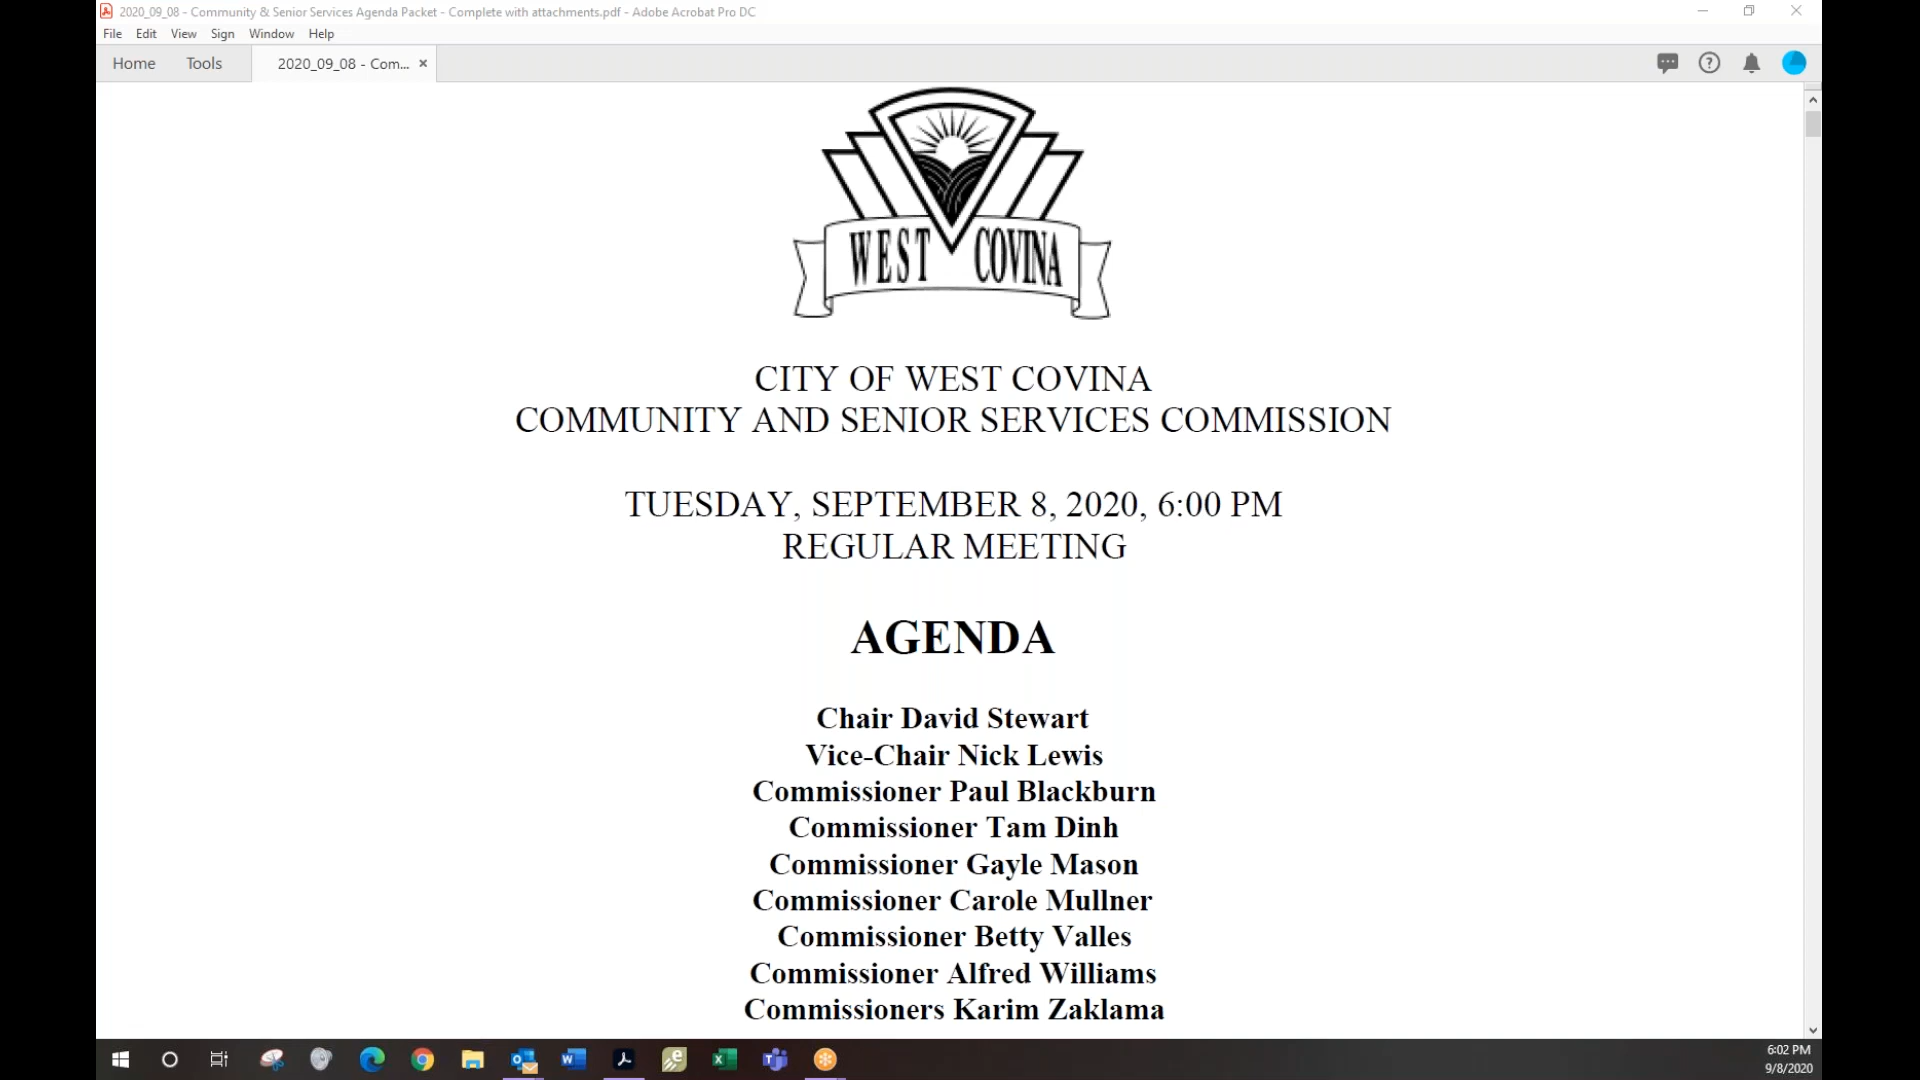 2020_09_08 - Community & Senior Services Agenda Packet - Complete with attachments.pdf - Adobe Acrobat Pro DC
File Edit View Sign Window Help
Home Tools 2020_09_08 - Com... ×
WEST COVINA
CITY OF WEST COVINA
COMMUNITY AND SENIOR SERVICES COMMISSION
TUESDAY, SEPTEMBER 8, 2020, 6:00 PM
REGULAR MEETING
AGENDA
Chair David Stewart
Vice-Chair Nick Lewis
Commissioner Paul Blackburn
Commissioner Tam Dinh
Commissioner Gayle Mason
Commissioner Carole Mullner
Commissioner Betty Valles
Commissioner Alfred Williams
Commissioners Karim Zaklama
6:02 PM
9/8/2020